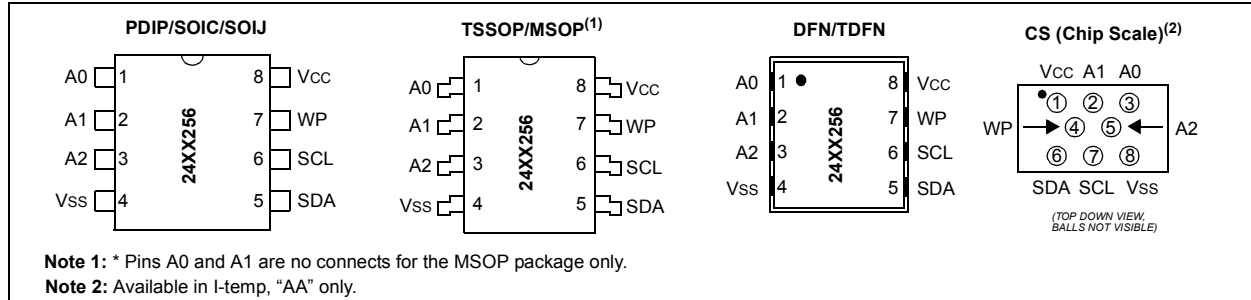 PDIP/SOIC/SOIJ
A0 1 8 VCC
A1 2 7 WP
A2 3 6 SCL
VSS 4 5 SDA
24XX256
TSSOP/MSOP(1)
A0 1 8 VCC
A1 2 7 WP
A2 3 6 SCL
VSS 4 5 SDA
24XX256
DFN/TDFN
A0 1 8 VCC
A1 2 7 WP
A2 3 6 SCL
VSS 4 5 SDA
24XX256
CS (Chip Scale)(2)
VCC A1 A0
1 2 3
WP 4 5 A2
6 7 8
SDA SCL VSS
(TOP DOWN VIEW,
BALLS NOT VISIBLE)
Note 1: * Pins A0 and A1 are no connects for the MSOP package only.
Note 2: Available in I-temp, “AA” only.